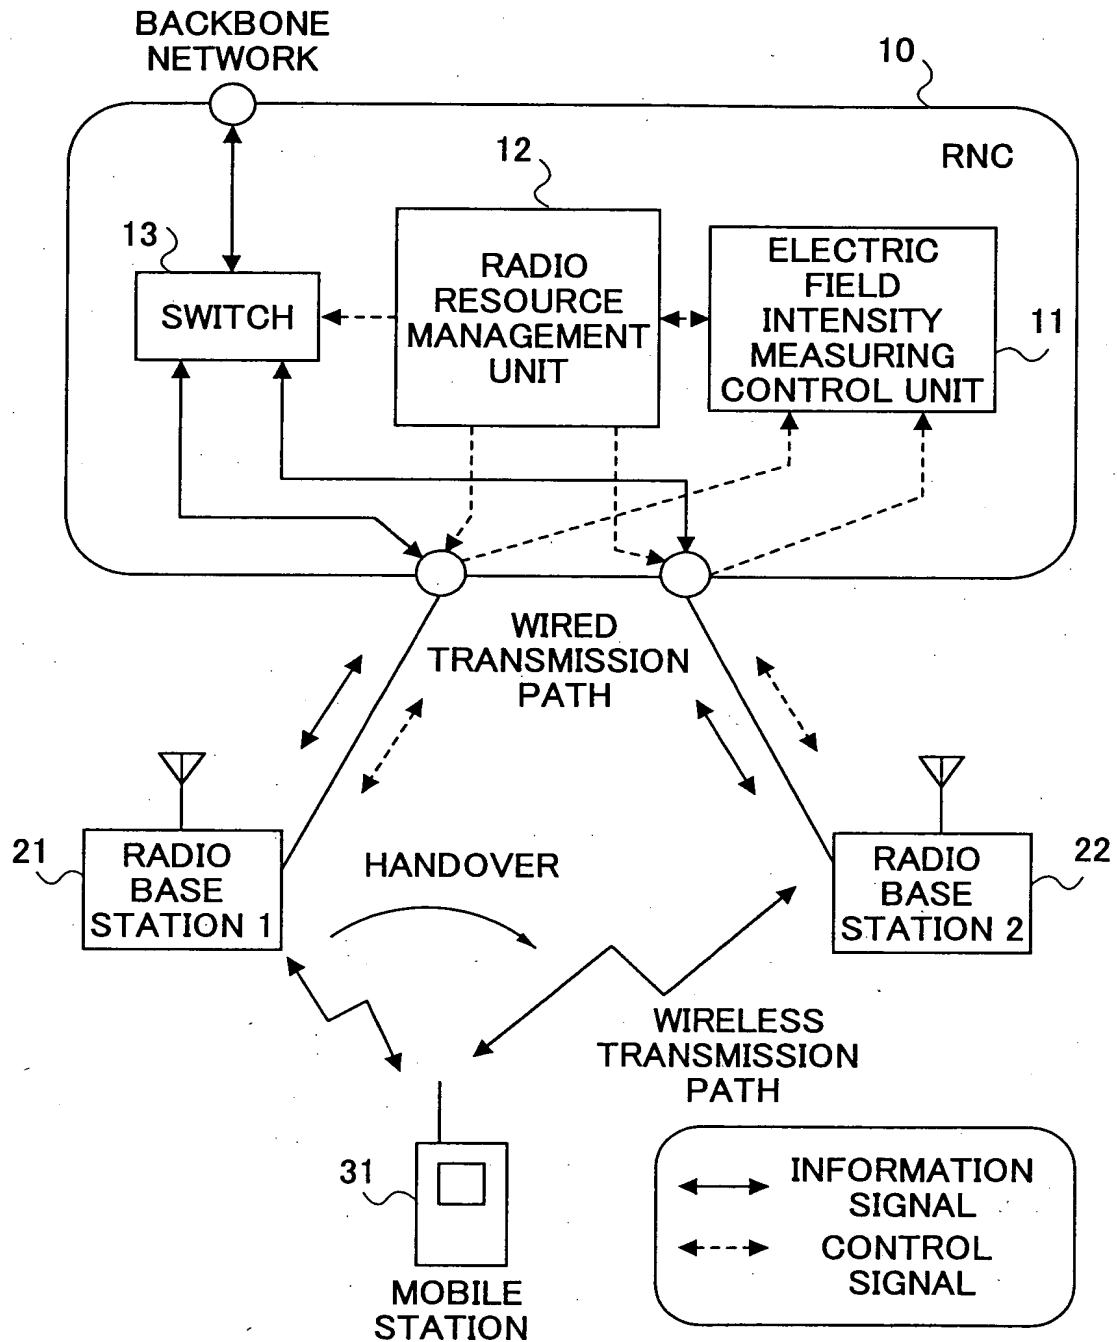 BACKBONE
NETWORK
10
RNC
12
13
RADIO
RESOURCE
MANAGEMENT
UNIT
ELECTRIC
FIELD
INTENSITY
MEASURING
CONTROL UNIT
11
SWITCH
WIRED
TRANSMISSION
PATH
21
RADIO
BASE
STATION 1
HANDOVER
RADIO
BASE
STATION 2
22
WIRELESS
TRANSMISSION
PATH
31
MOBILE
STATION
INFORMATION
SIGNAL
CONTROL
SIGNAL